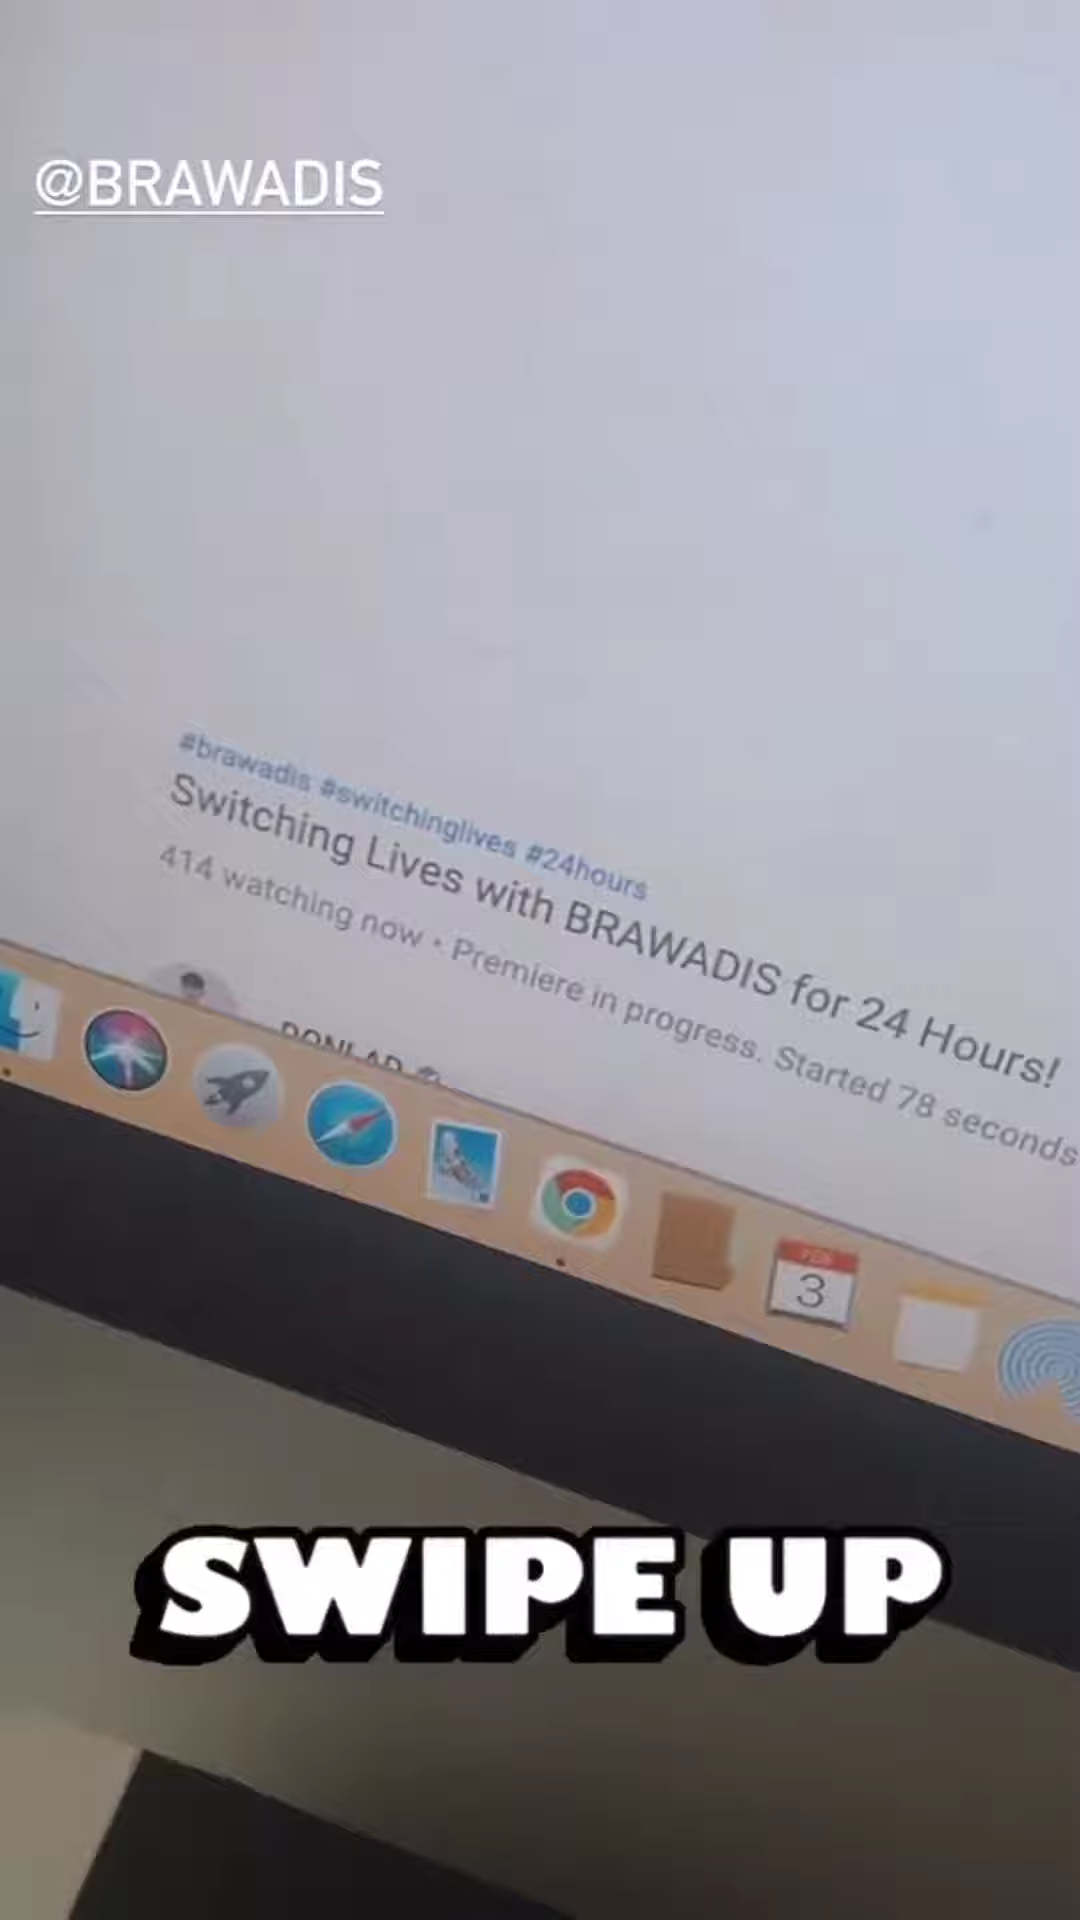 @BRAWADIS
#brawadis #switchinglives #24hours
Switching Lives with BRAWADIS for 24 Hours!
414 watching now • Premiere in progress. Started 78 seconds
3
SWIPE UP